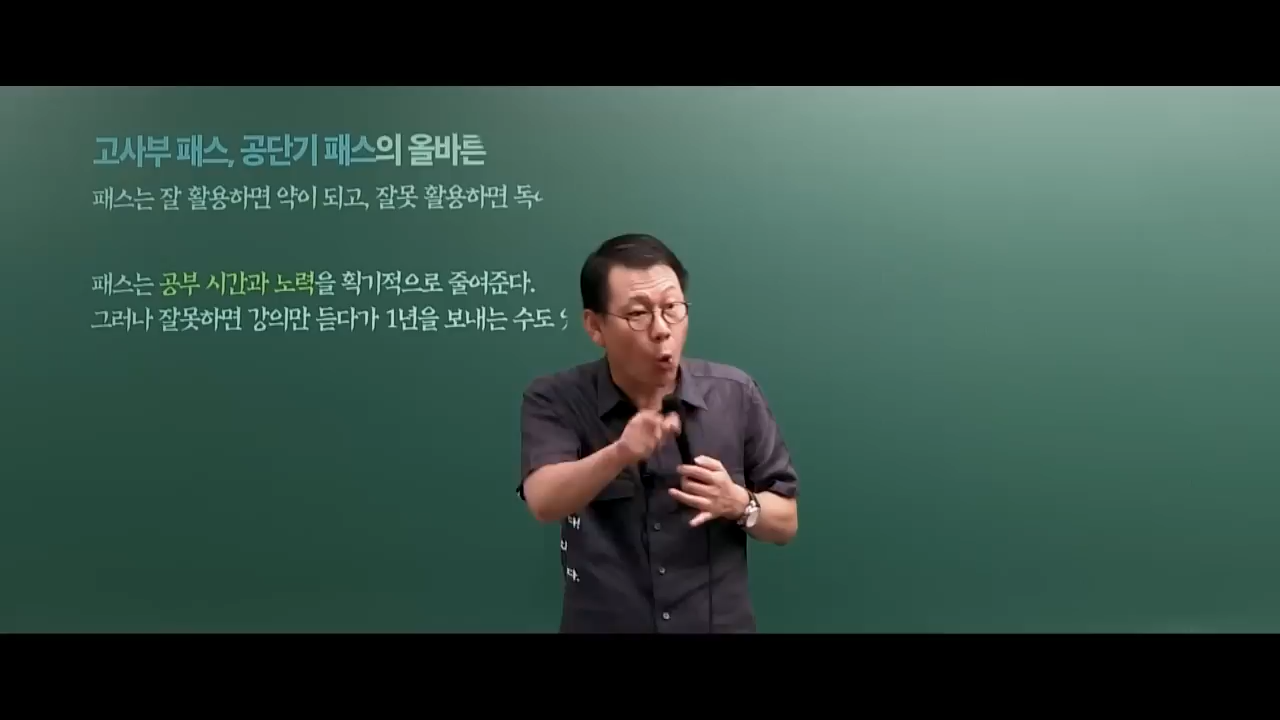 고사부 패스, 공단기 패스의 올바른
패스는 잘 활용하면 약이 되고, 잘못 활용하면
패스는 공부 시간과 노력을 획기적으로 줄여준다.
그러나 잘못하면 강의만 듣다가 1년을 보내는 수도